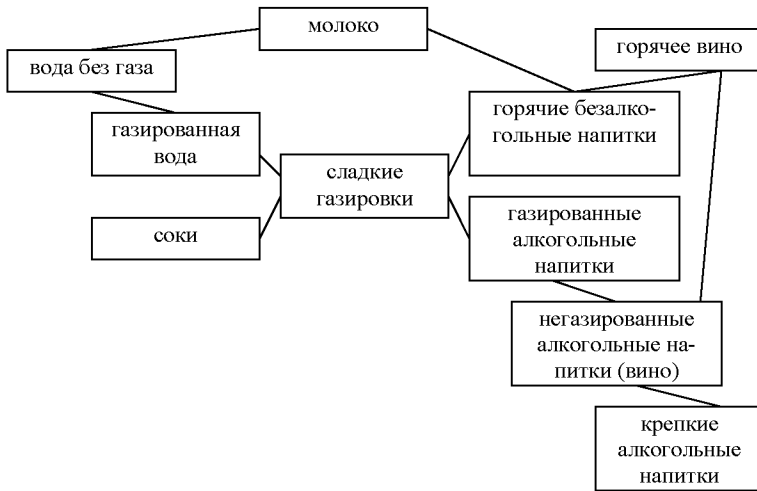 молоко
горячее вино
вода без газа
горячие безалко-
гольные напитки
газированная
вода
сладкие
газировки
соки
газированные
алкогольные
напитки
негазированные
алкогольные на-
питки (вино)
крепкие
алкогольные
напитки